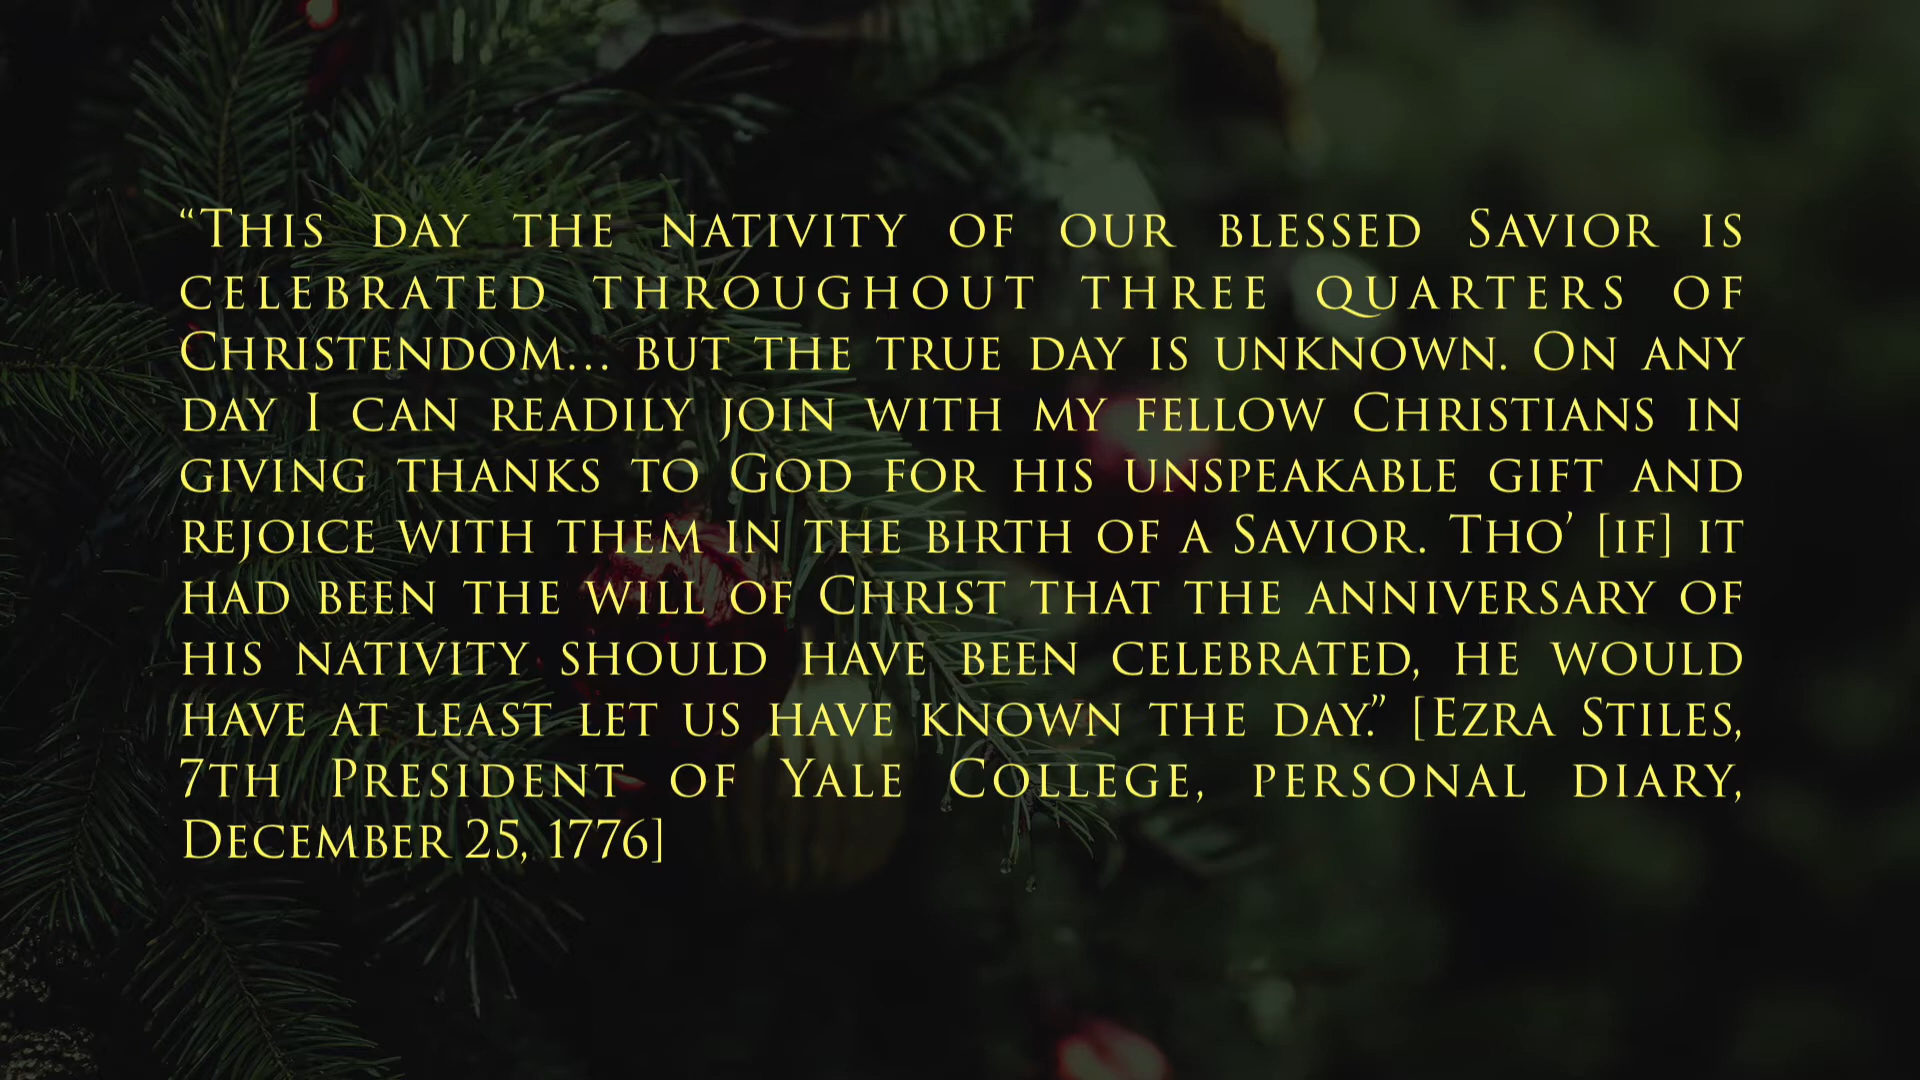 “This day the nativity of our blessed Savior is
celebrated throughout three quarters of
Christendom… but the true day is unknown. On any
day I can readily join with my fellow Christians in
giving thanks to God for his unspeakable gift and
rejoice with them in the birth of a Savior. Tho’ [if] it
had been the will of Christ that the anniversary of
his nativity should have been celebrated, he would
have at least let us have known the day.” [Ezra Stiles,
7th President of Yale College, personal diary,
December 25, 1776]